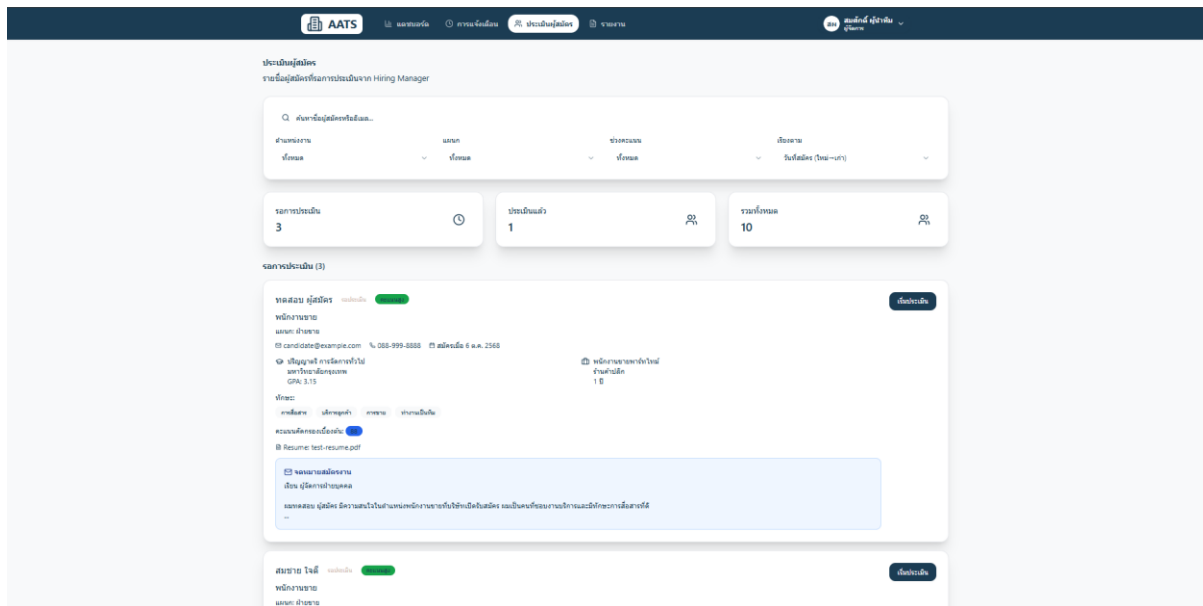 AATS
แดชบอร์ด
การแจ้งเตือน
ประเมินผู้สมัคร
รายงาน
สม
สมศักดิ์ ผู้นำทีม
ผู้จัดการ
ประเมินผู้สมัคร
รายชื่อผู้สมัครที่รอการประเมินจาก Hiring Manager
ค้นหาชื่อผู้สมัครหรืออีเมล...
ตำแหน่งงาน
แผนก
ช่วงคะแนน
เรียงตาม
ทั้งหมด
ทั้งหมด
ทั้งหมด
วันที่สมัคร (ใหม่→เก่า)
รอการประเมิน
3
ประเมินแล้ว
1
รวมทั้งหมด
10
รอการประเมิน (3)
ทดสอบ ผู้สมัคร
เริ่มประเมิน
พนักงานขาย
แผนก: ฝ่ายขาย
candidate@example.com 088-999-8888 สมัครเมื่อ 6 ต.ค. 2568
ปริญญาตรี การจัดการทั่วไป
มหาวิทยาลัยกรุงเทพ
GPA: 3.15
พนักงานขายพาร์ทไทม์
ร้านค้าปลีก
1 ปี
ทักษะ:
การสื่อสาร บริการลูกค้า การขาย ทำงานเป็นทีม
คะแนนคัดกรองเบื้องต้น:
Resume: test-resume.pdf
จดหมายสมัครงาน
เรียน ผู้จัดการฝ่ายบุคคล
ผมทดสอบ ผู้สมัคร มีความสนใจในตำแหน่งพนักงานขายที่บริษัทเปิดรับสมัคร ผมเป็นคนที่ชอบงานบริการและมีทักษะการสื่อสารที่ดี
...
สมชาย ใจดี
เริ่มประเมิน
พนักงานขาย
แผนก: ฝ่ายขาย